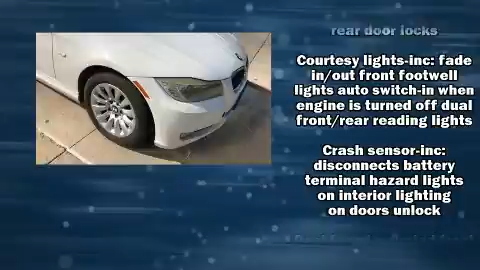 rear door locks
Courtesy lights-inc: fade
in/out front footwell
lights auto switch-in when
engine is turned off dual
front/rear reading lights
Crash sensor-inc:
disconnects battery
terminal hazard lights
on interior lighting
on doors unlock